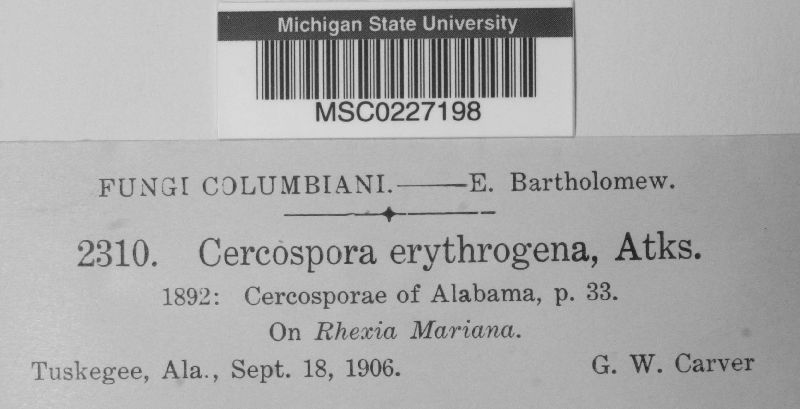 Michigan State University
MSC0227198
FUNGI COLUMBIANI.——E. Bartholomew.
2310. Cercospora erythrogena, Atks.
1892: Cercosporae of Alabama, p. 33.
On Rhexia Mariana.
Tuskegee, Ala., Sept. 18, 1906. G. W. Carver